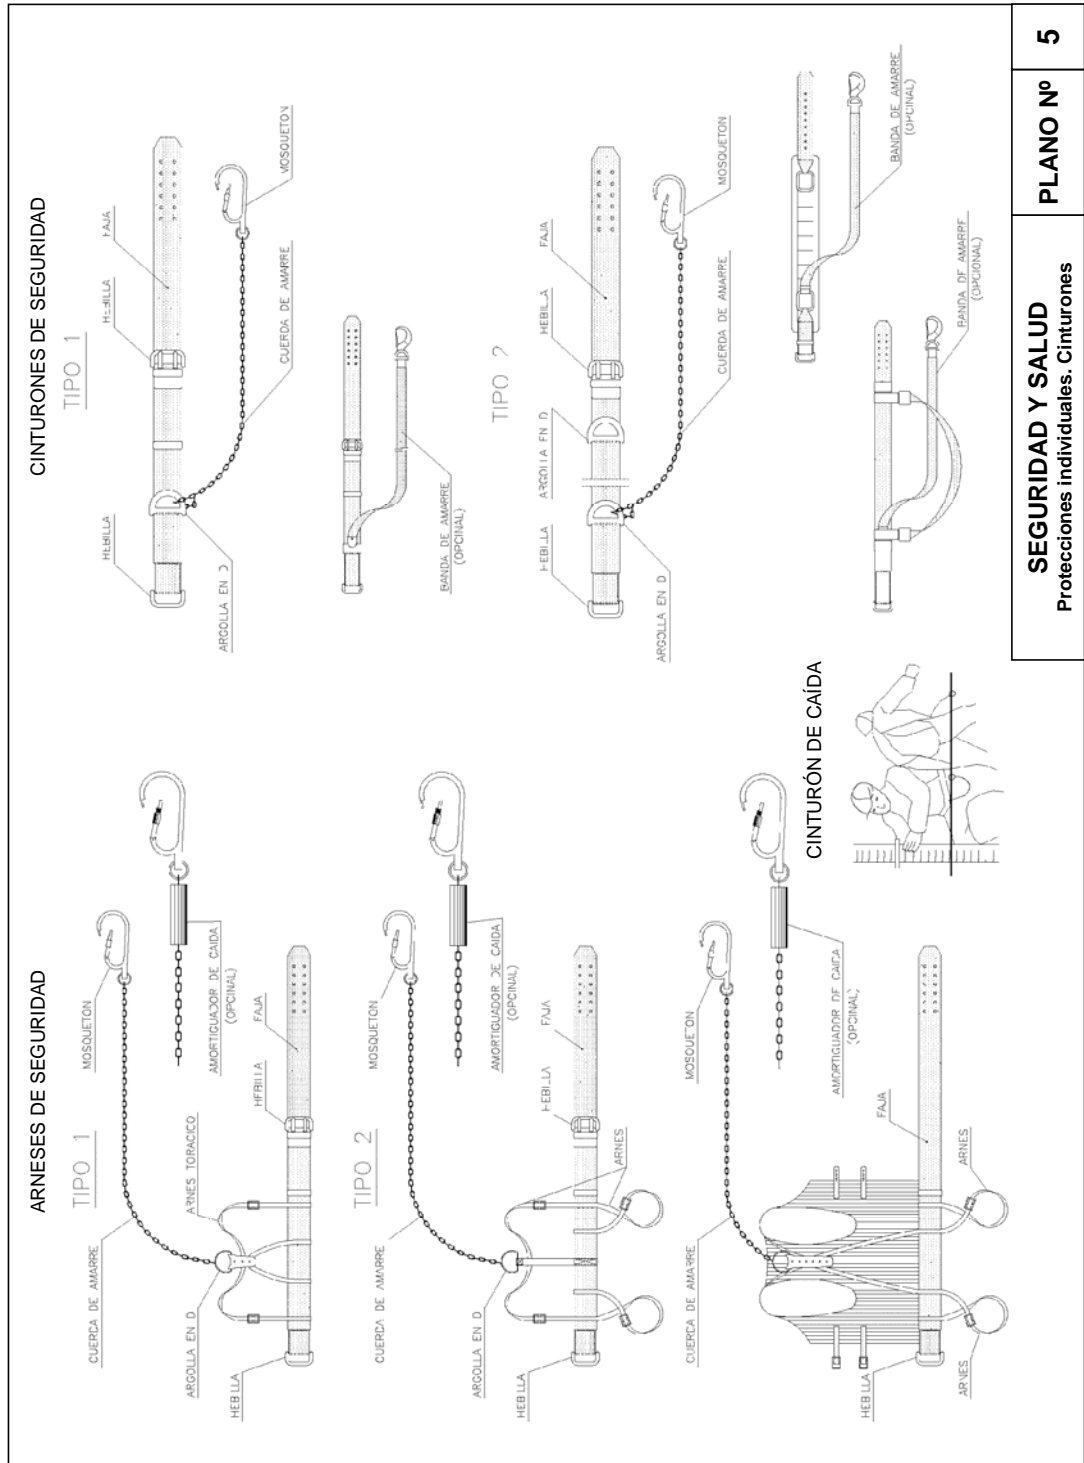 ARNESES DE SEGURIDAD
TIPO 1
CUERDA DE AMARRE
MOSQUETON
ARGOLLA EN D
ARNES TORACICO
HEBILLA
HEBILLA
FAJA
AMORTIGUADOR DE CAIDA
(OPCINAL)
TIPO 2
CUERDA DE AMARRE
MOSQUETON
ARGOLLA EN D
HEBILLA
ARNES
HEBILLA
FAJA
AMORTIGUADOR DE CAIDA
(OPCINAL)
CUERDA DE AMARRE
MOSQUETON
HEBILLA
ARNES
ARNES
FAJA
AMORTIGUADOR DE CAIDA
(OPCINAL)
CINTURÓN DE CAÍDA
CINTURONES DE SEGURIDAD
TIPO 1
HEBILLA
HEBILLA
FAJA
ARGOLLA EN D
CUERDA DE AMARRE
MOSQUETON
BANDA DE AMARRE
(OPCINAL)
TIPO 2
HEBILLA
ARGOLLA EN D
HEBILLA
FAJA
ARGOLLA EN D
CUERDA DE AMARRE
MOSQUETON
BANDA DE AMARRE
(OPCIONAL)
BANDA DE AMARRE
(OPCINAL)
SEGURIDAD Y SALUD
Protecciones individuales. Cinturones
PLANO Nº
5